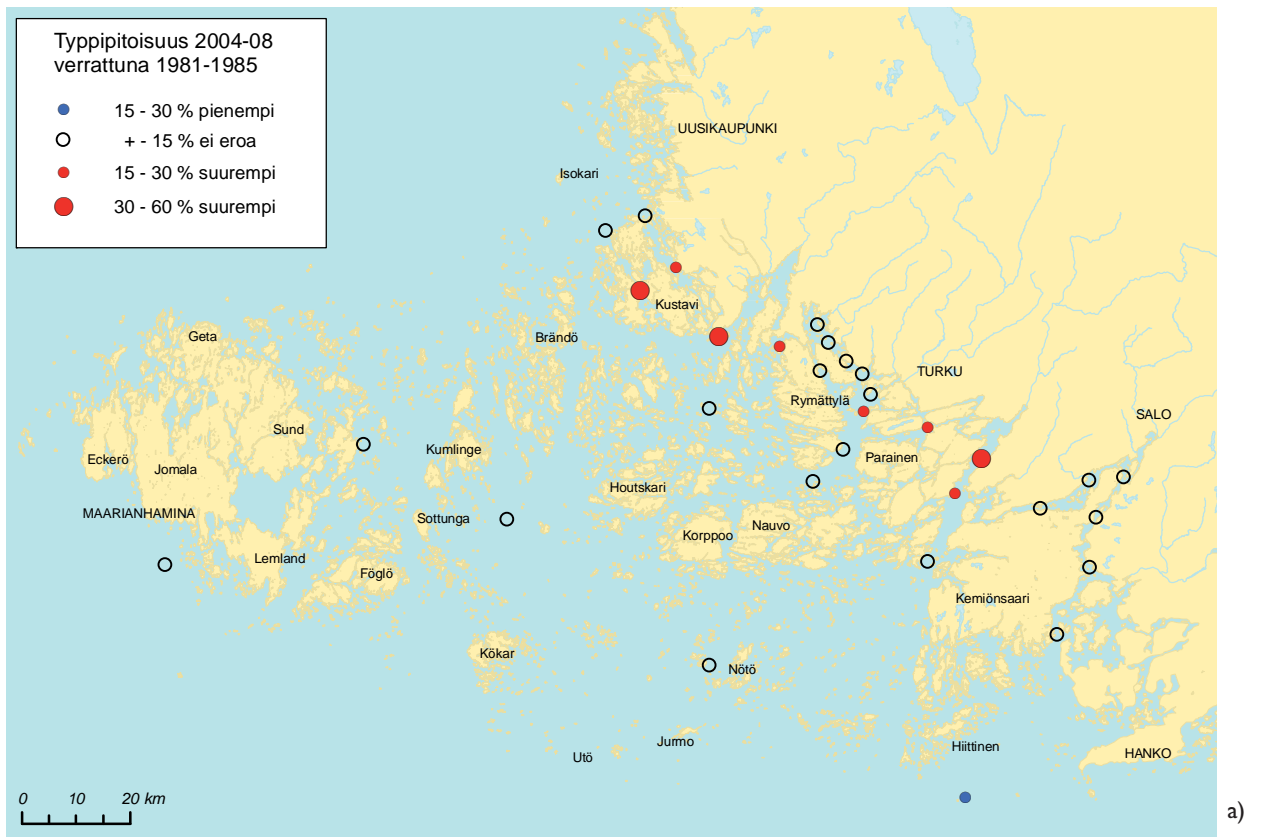 Typpipitoisuus 2004-08
verrattuna 1981-1985
15 - 30 % pienempi
+ - 15 % ei eroa
15 - 30 % suurempi
30 - 60 % suurempi
UUSIKAUPUNKI
Isokari
Kustavi
Geta
Brändö
TURKU
Rymättylä
SALO
Sund
Kumlinge
Eckerö
Jomala
Parainen
Houtskari
MAARIANHAMINA
Sottunga
Nauvo
Korppoo
Lemland
Föglö
Kemiönsaari
Kökar
Nötö
Jurmo
Hiittinen
Utö
HANKO
0 10 20 km
a)